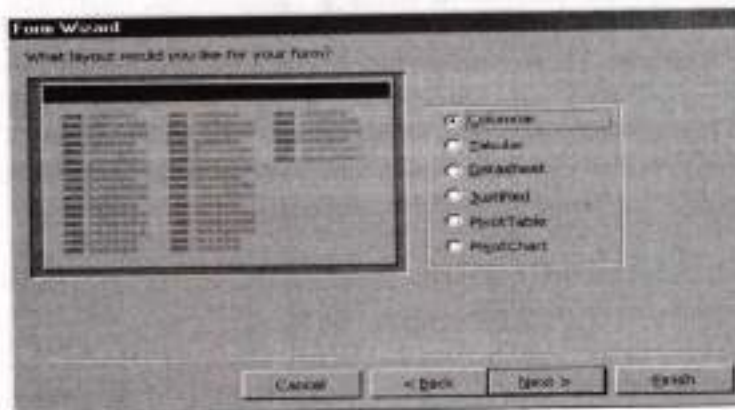 Form Wizard
What layout would you like for your form?
Columnar
Tabular
Datasheet
Justified
PivotTable
PivotChart
Cancel
< Back
Next >
Finish